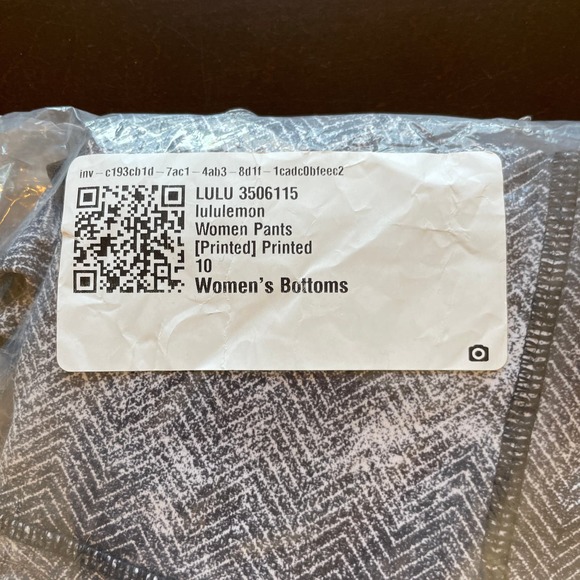 inv-c193cb1d-7ac1-4ab3-8d1f-1cadc0bfeec2
LULU 3506115
lululemon
Women Pants
[Printed] Printed
10
Women's Bottoms